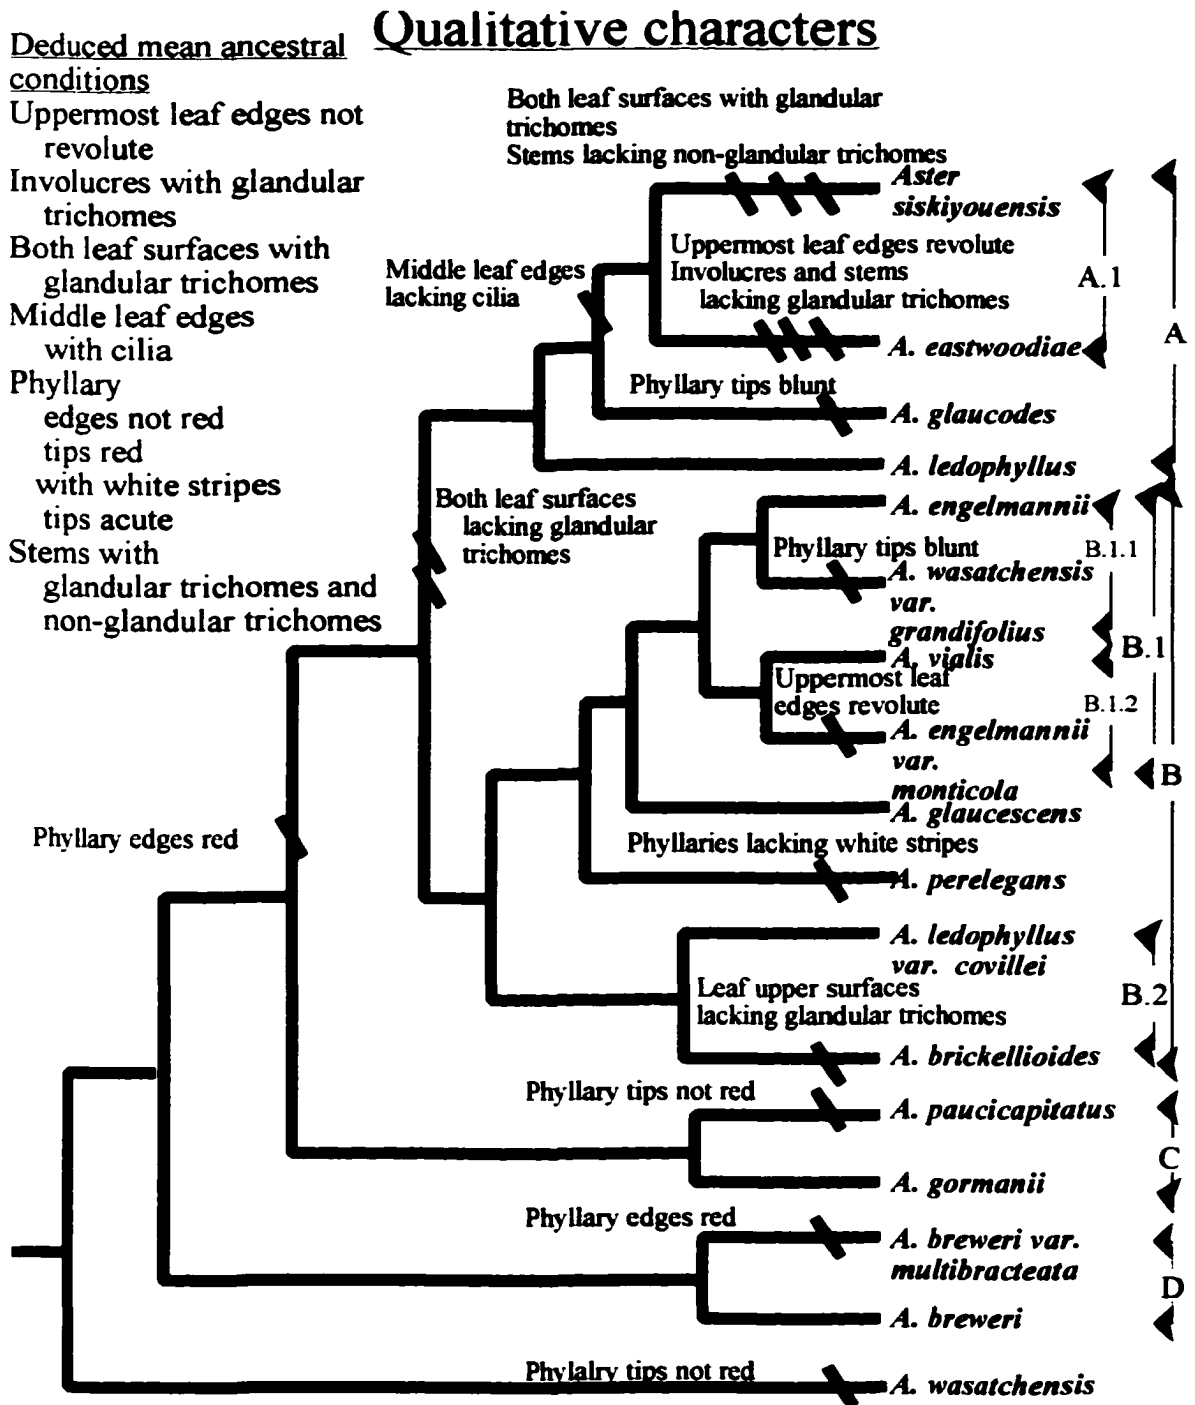 Qualitative characters
Deduced mean ancestral
conditions
Uppermost leaf edges not
revolute
Involucres with glandular
trichomes
Both leaf surfaces with
glandular trichomes
Middle leaf edges
with cilia
Phyllary
edges not red
tips red
with white stripes
tips acute
Stems with
glandular trichomes and
non-glandular trichomes
Both leaf surfaces with glandular
trichomes
Stems lacking non-glandular trichomes
Aster
siskiyouensis
Uppermost leaf edges revolute
Involucres and stems
lacking glandular trichomes
A.1
A
Middle leaf edges
lacking cilia
A. eastwoodiae
Phyllary tips blunt
A. glaucodes
A. ledophyllus
Both leaf surfaces
lacking glandular
trichomes
A. engelmannii
Phyllary tips blunt
B.1.1
A. wasatchensis
var.
grandifolius
A. vialis
B.1
Uppermost leaf
edges revolute
B.1.2
A. engelmannii
var.
monticola
B
A. glaucescens
Phyllary edges red
Phyllaries lacking white stripes
A. perelegans
A. ledophyllus
var. covillei
Leaf upper surfaces
lacking glandular trichomes
B.2
A. brickellioides
Phyllary tips not red
A. paucicapitatus
C
A. gormanii
Phyllary edges red
A. breweri var.
multibracteata
D
A. breweri
Phylalry tips not red
A. wasatchensis